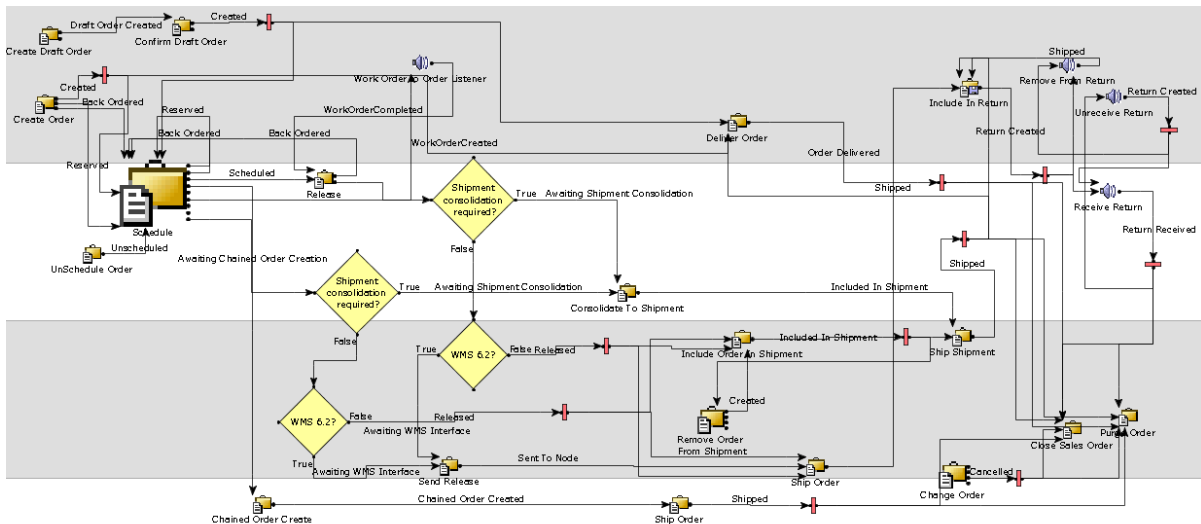 Draft Order Created
Created
Create Draft Order
Confirm Draft Order
Shipped
Created
Work Order to Order Listener
Remove From Return
Back Ordered
Include In Return
Return Created
Create Order
Reserved
WorkOrderCompleted
Unreceive Return
Back Ordered
Back Ordered
Deliver Order
Return Created
WorkOrderCreated
Order Delivered
Reserved
Scheduled
Release
Shipment
consolidation
required?
True
Awaiting Shipment Consolidation
Shipped
Receive Return
Schedule
Unscheduled
False
Return Received
UnSchedule Order
Awaiting Chained Order Creation
Shipped
Shipment
consolidation
required?
True
Awaiting Shipment Consolidation
Included In Shipment
Consolidate To Shipment
False
True
WMS 6.2?
False
Released
Include Order In Shipment
Included In Shipment
Ship Shipment
Created
WMS 6.2?
False
Released
Awaiting WMS Interface
Remove Order
From Shipment
Purge Order
Close Sales Order
True
Awaiting WMS Interface
Sent To Node
Send Release
Ship Order
Cancelled
Change Order
Chained Order Created
Shipped
Chained Order Create
Ship Order